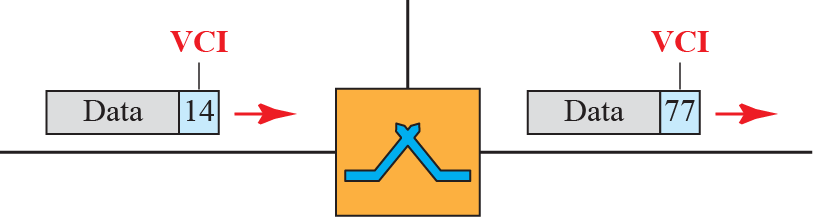 VCI VCI
Data 14 Data 77